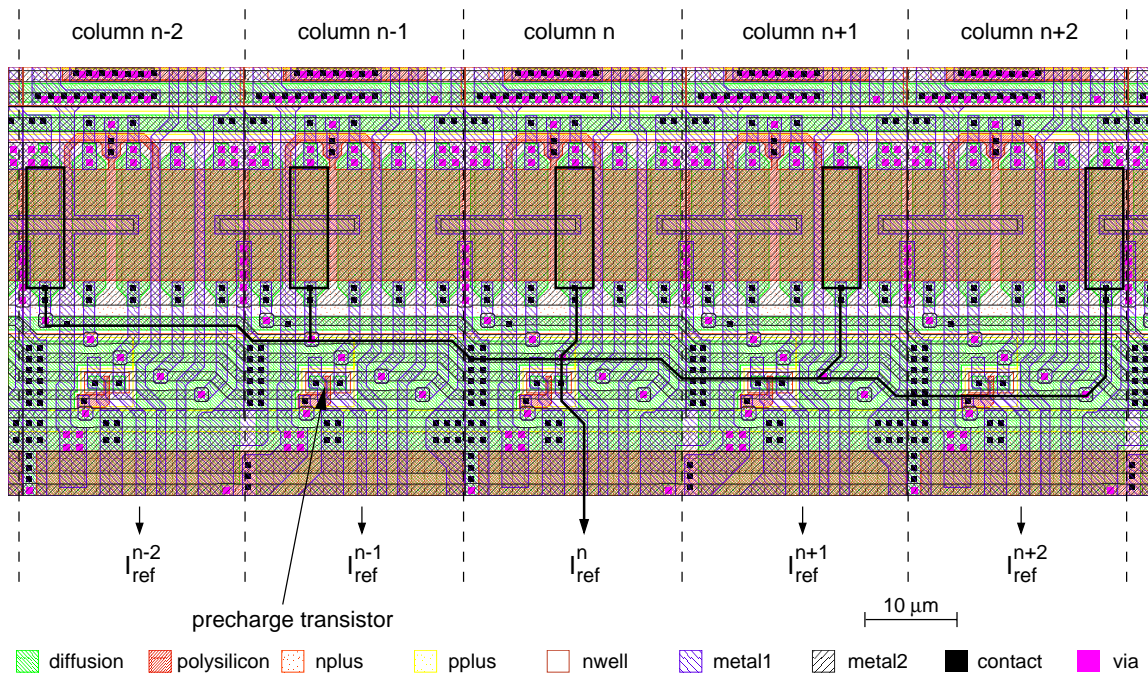 column n-2 column n-1 column n column n+1 column n+2
I_ref^n-2 I_ref^n-1 I_ref^n I_ref^n+1 I_ref^n+2
precharge transistor
10 μm
diffusion polysilicon nplus pplus nwell metal1 metal2 contact via